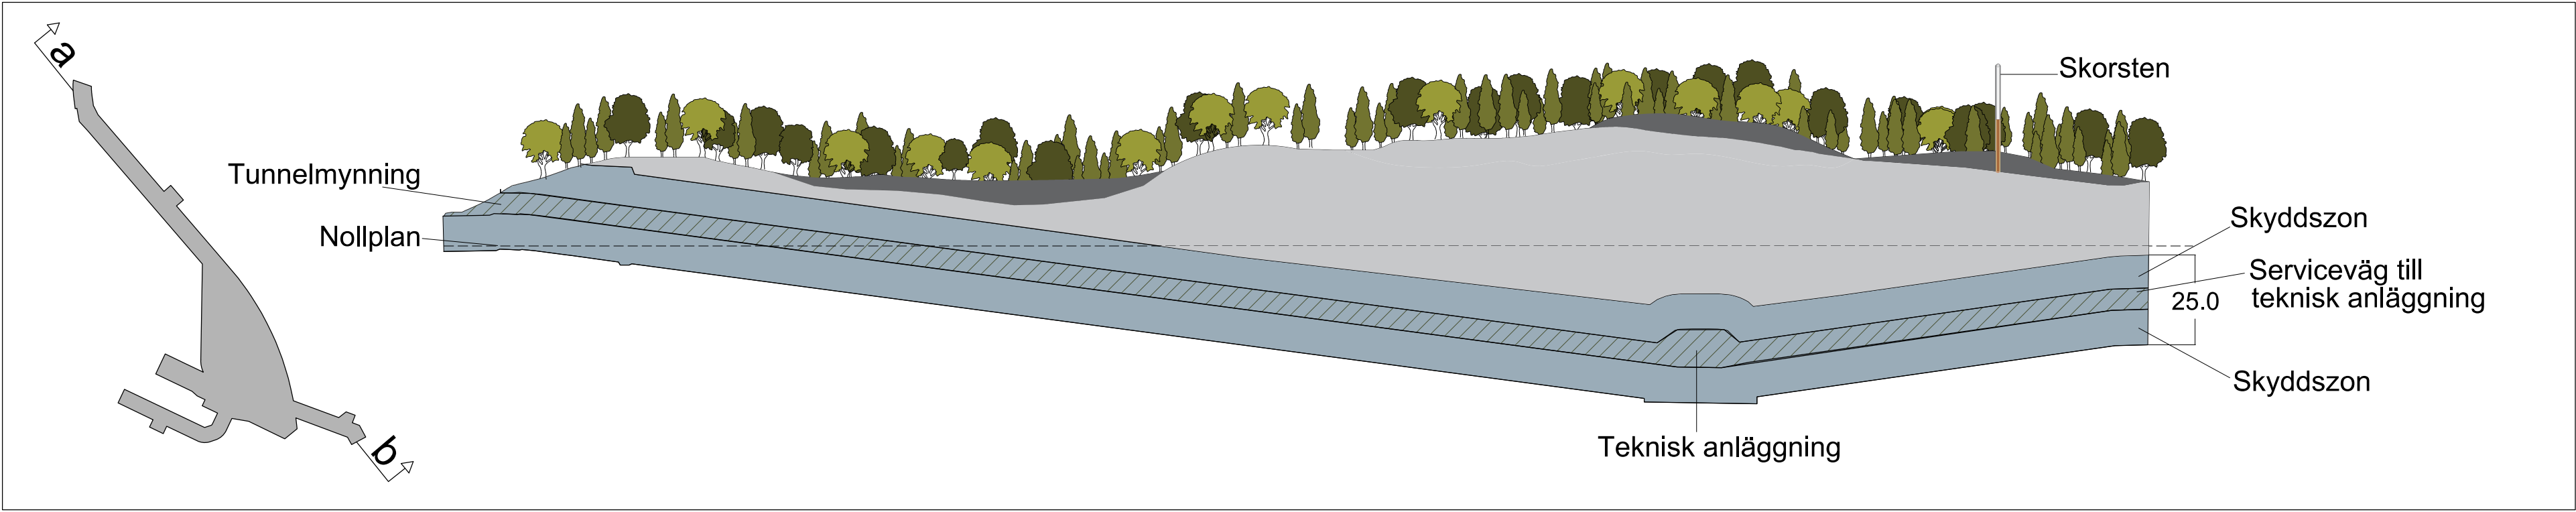 a
b
Tunnelmynning
Nollplan
Skorsten
Skyddszon
Serviceväg till
teknisk anläggning
25.0
Skyddszon
Teknisk anläggning